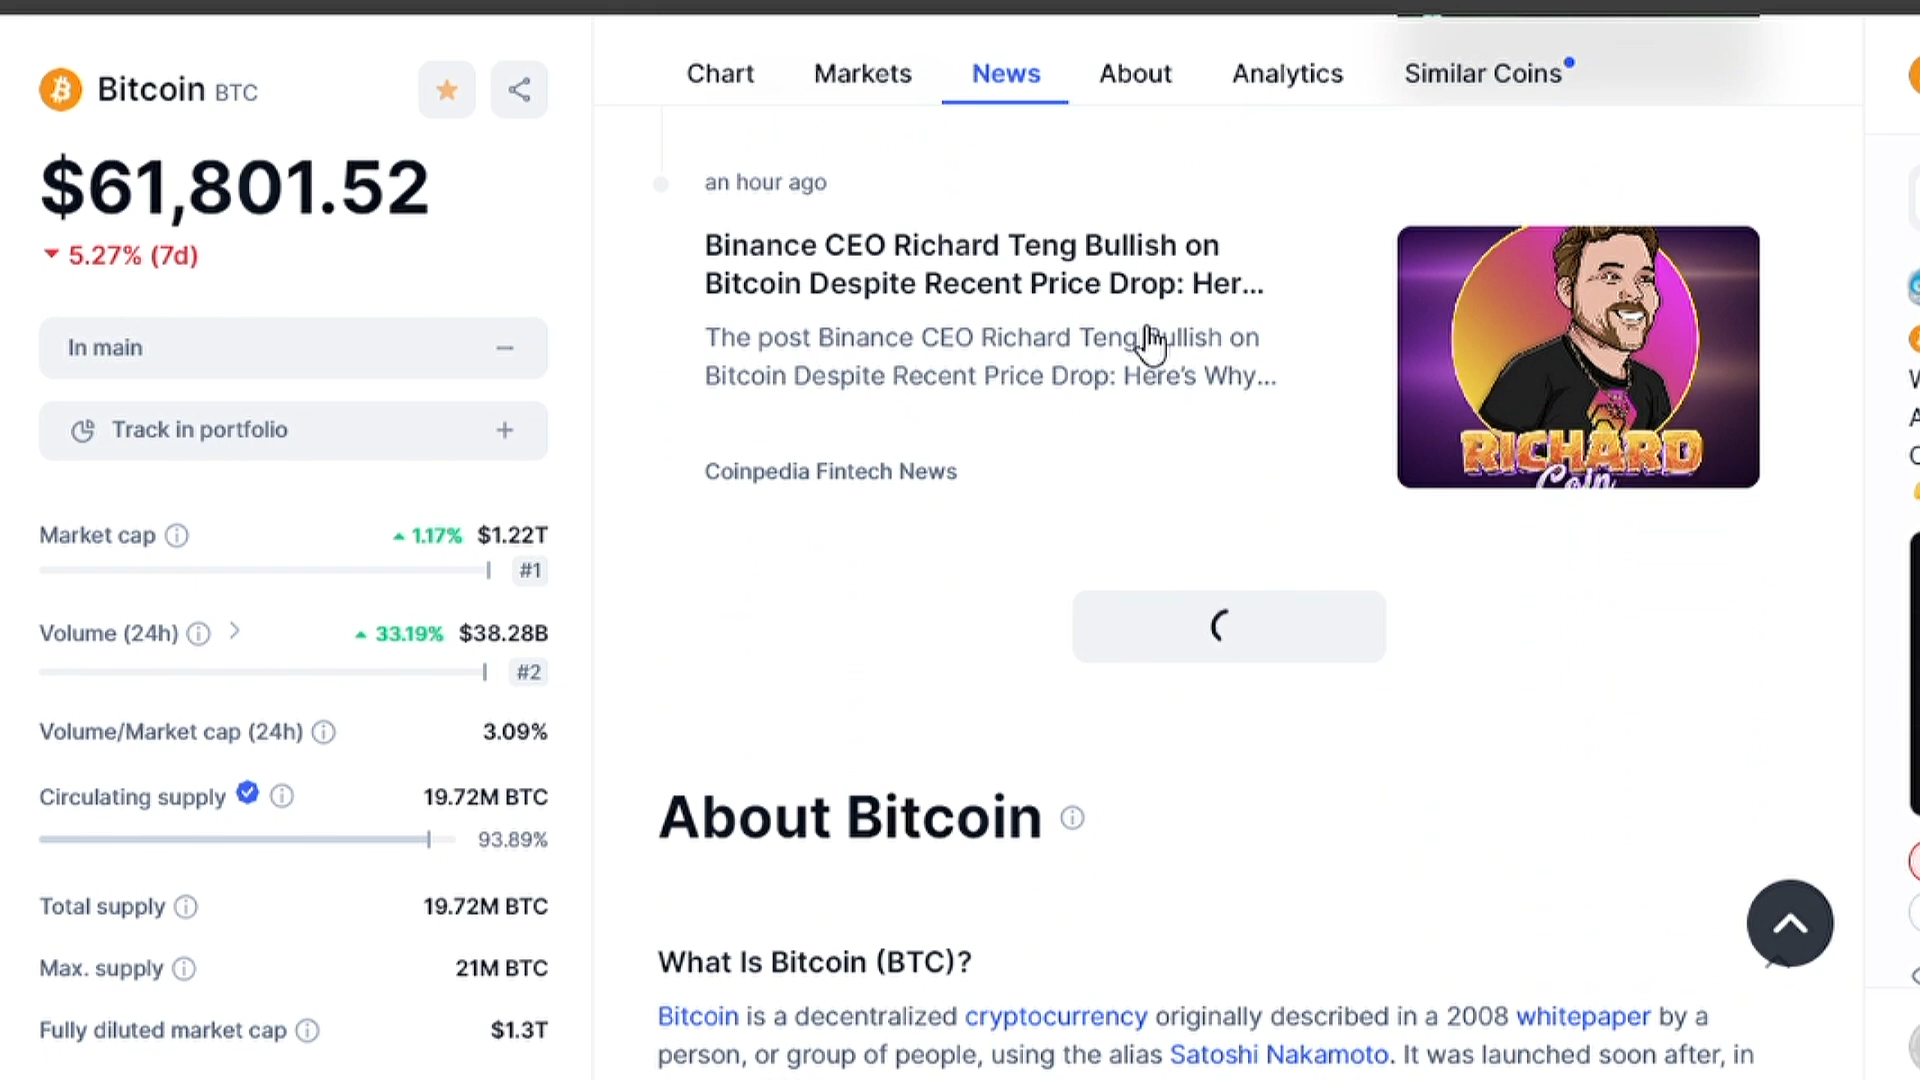 Bitcoin BTC
$61,801.52
5.27% (7d)
In main
Track in portfolio
Market cap 1.17% $1.22T
#1
Volume (24h) 33.19% $38.28B
#2
Volume/Market cap (24h) 3.09%
Circulating supply 19.72M BTC
93.89%
Total supply 19.72M BTC
Max. supply 21M BTC
Fully diluted market cap $1.3T
Chart Markets News About Analytics Similar Coins
an hour ago
Binance CEO Richard Teng Bullish on
Bitcoin Despite Recent Price Drop: Her...
The post Binance CEO Richard Teng Bullish on
Bitcoin Despite Recent Price Drop: Here's Why...
Coinpedia Fintech News
RICHARD
Coin
About Bitcoin
What Is Bitcoin (BTC)?
Bitcoin is a decentralized cryptocurrency originally described in a 2008 whitepaper by a
person, or group of people, using the alias Satoshi Nakamoto. It was launched soon after, in